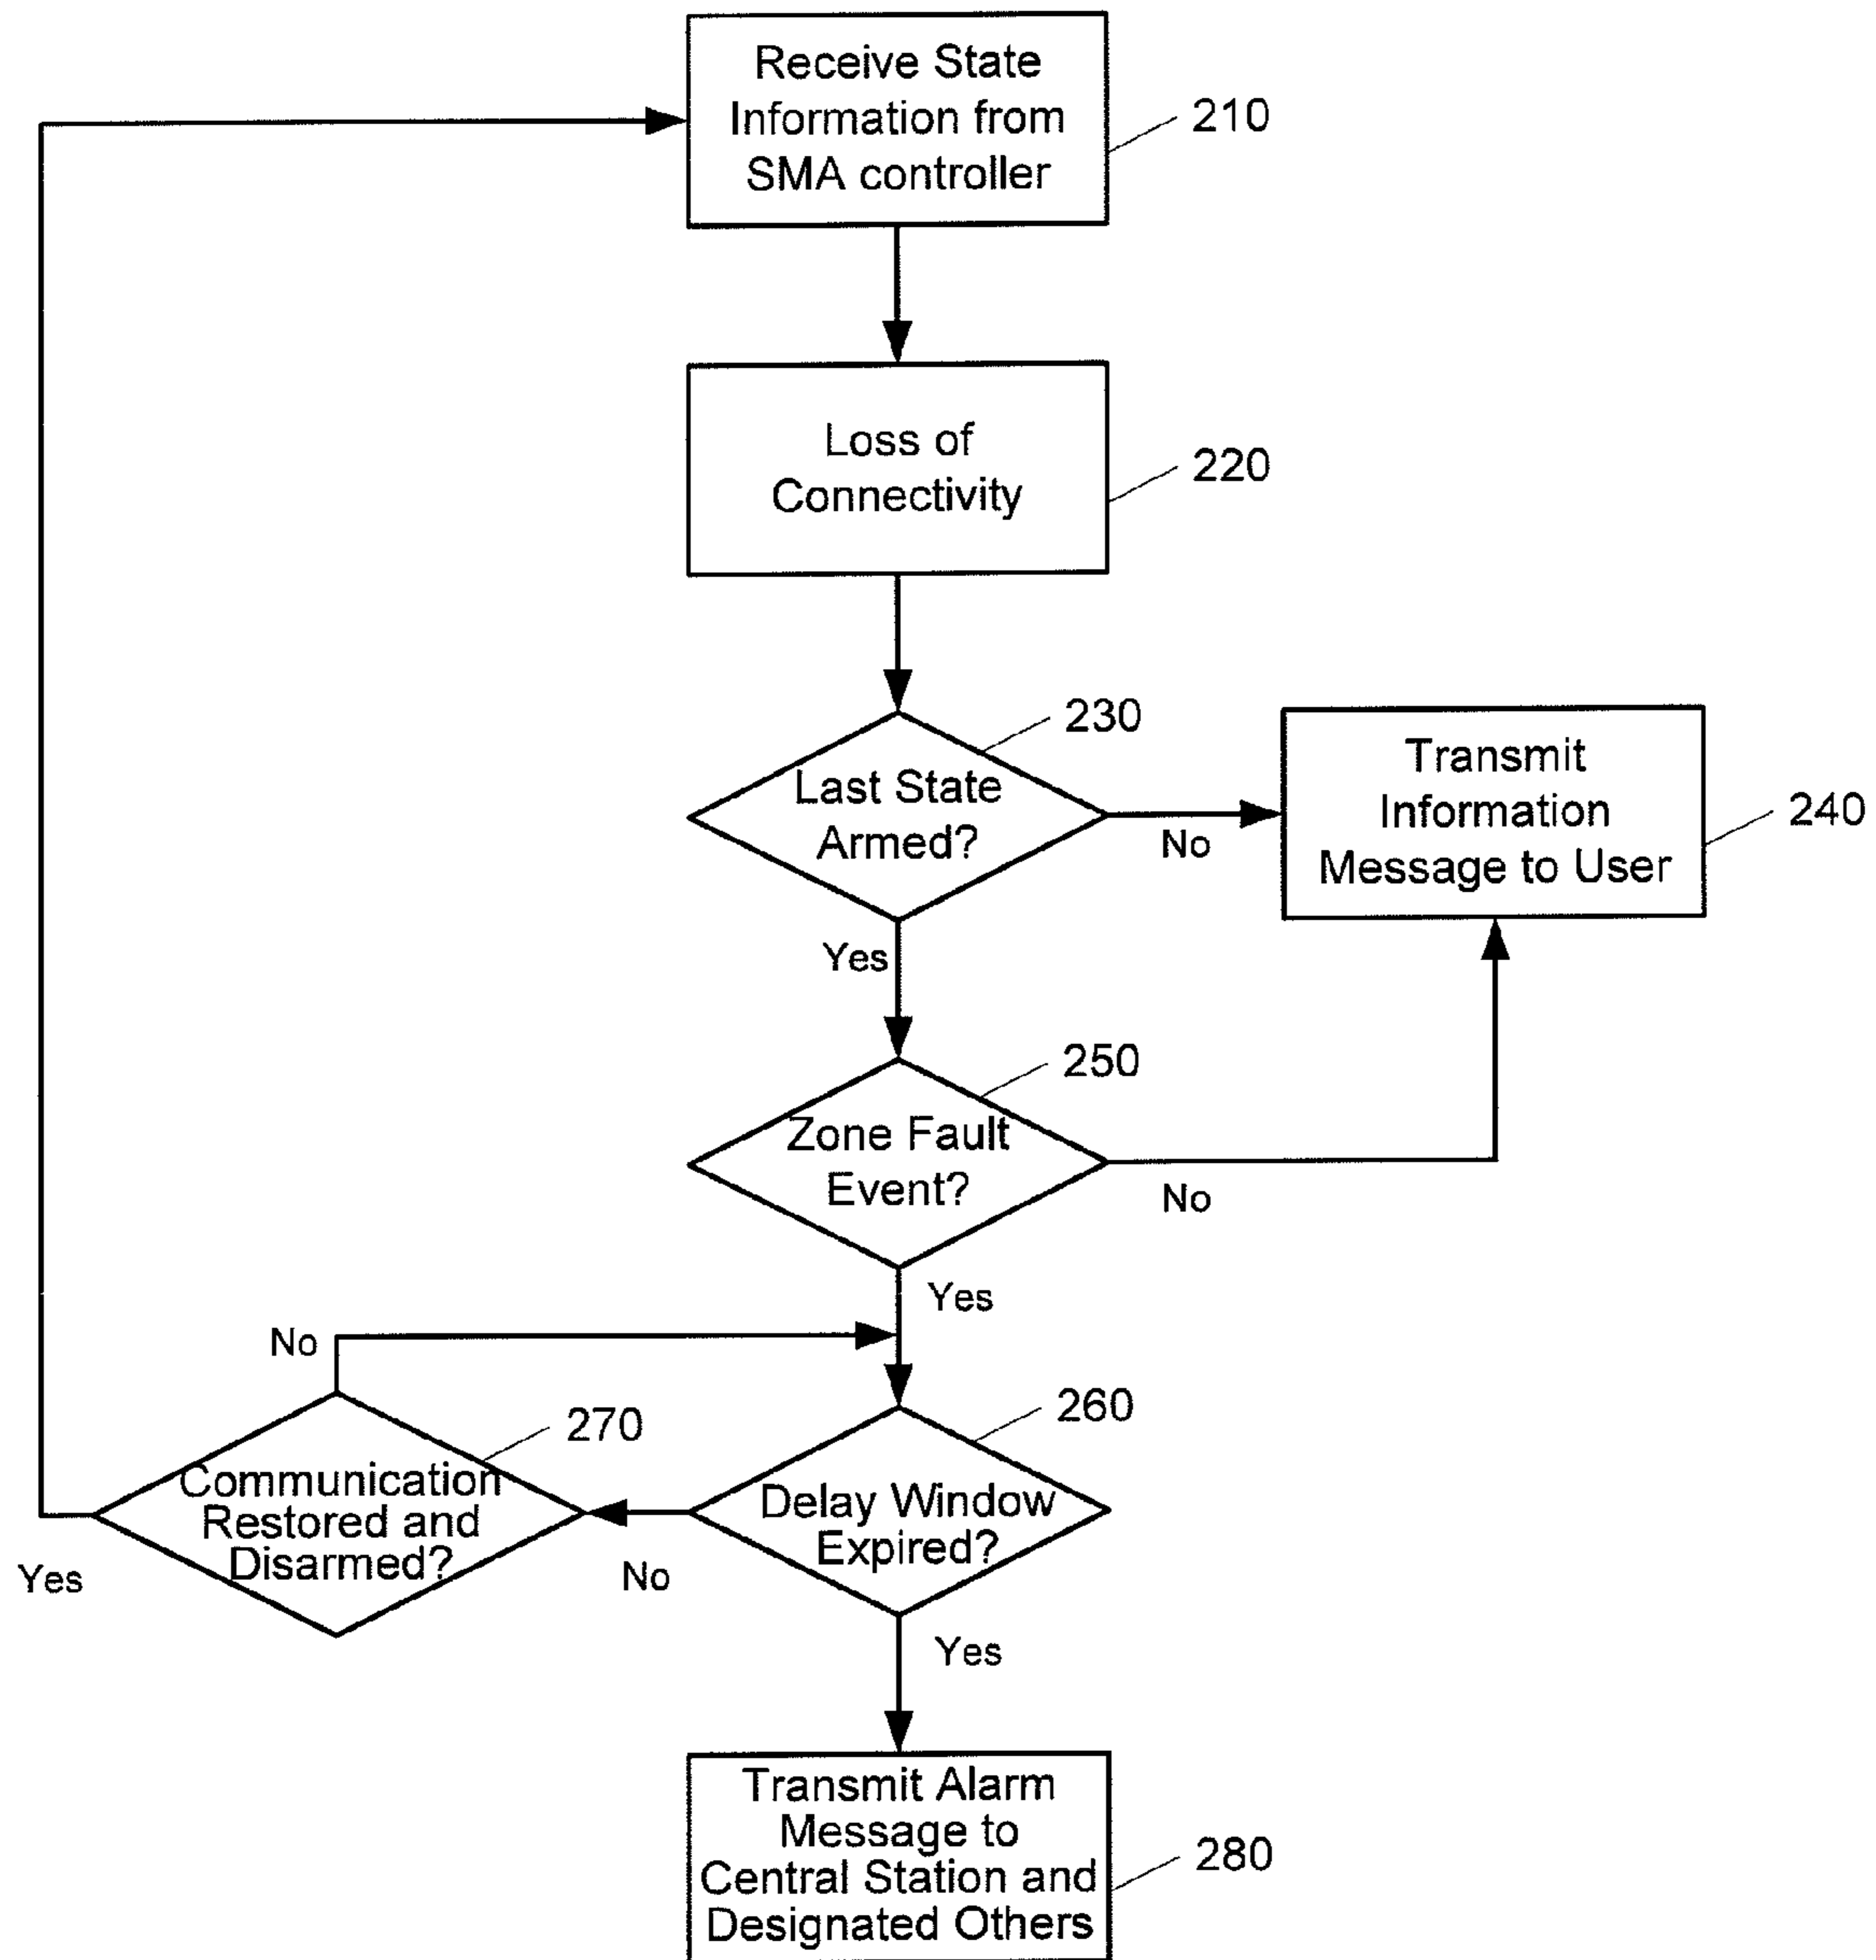 Receive State
Information from
SMA controller
210
Loss of
Connectivity
220
230
Last State
Armed?
No
Transmit
Information
Message to User
240
Yes
250
Zone Fault
Event?
No
Yes
No
260
270
Communication
Restored and
Disarmed?
Delay Window
Expired?
Yes
No
Yes
Transmit Alarm
Message to
Central Station and
Designated Others
280